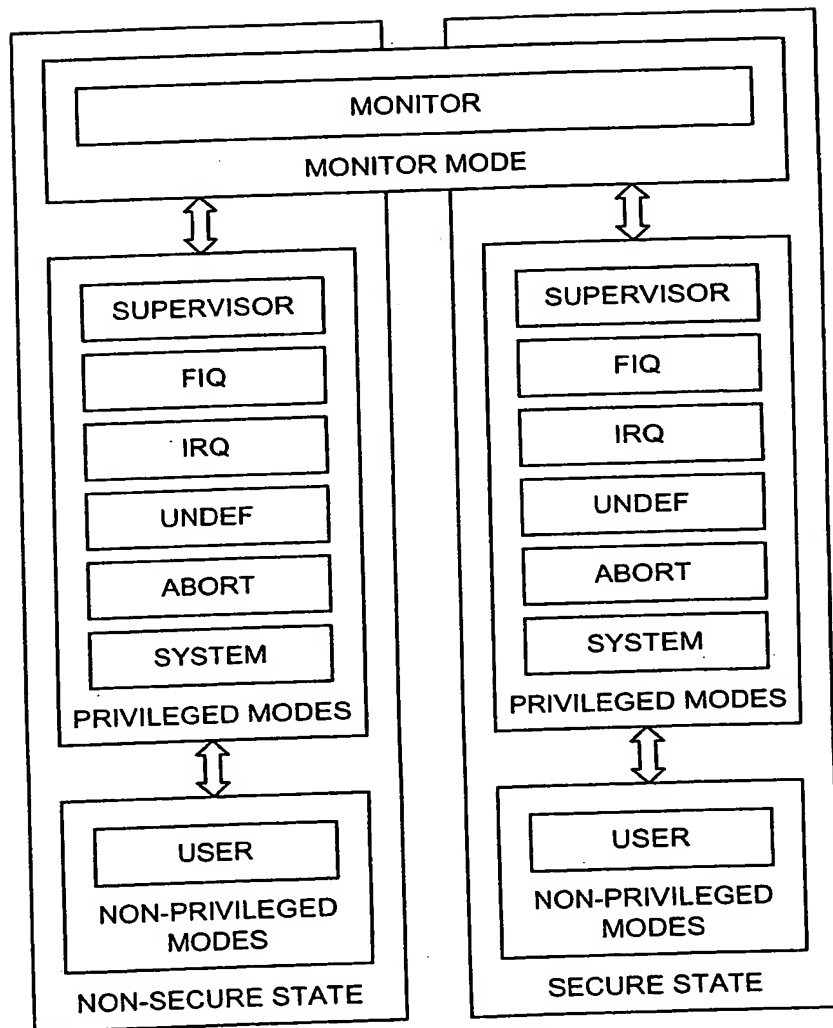 MONITOR
MONITOR MODE
SUPERVISOR
FIQ
IRQ
UNDEF
ABORT
SYSTEM
PRIVILEGED MODES
USER
NON-PRIVILEGED
MODES
NON-SECURE STATE
SUPERVISOR
FIQ
IRQ
UNDEF
ABORT
SYSTEM
PRIVILEGED MODES
USER
NON-PRIVILEGED
MODES
SECURE STATE